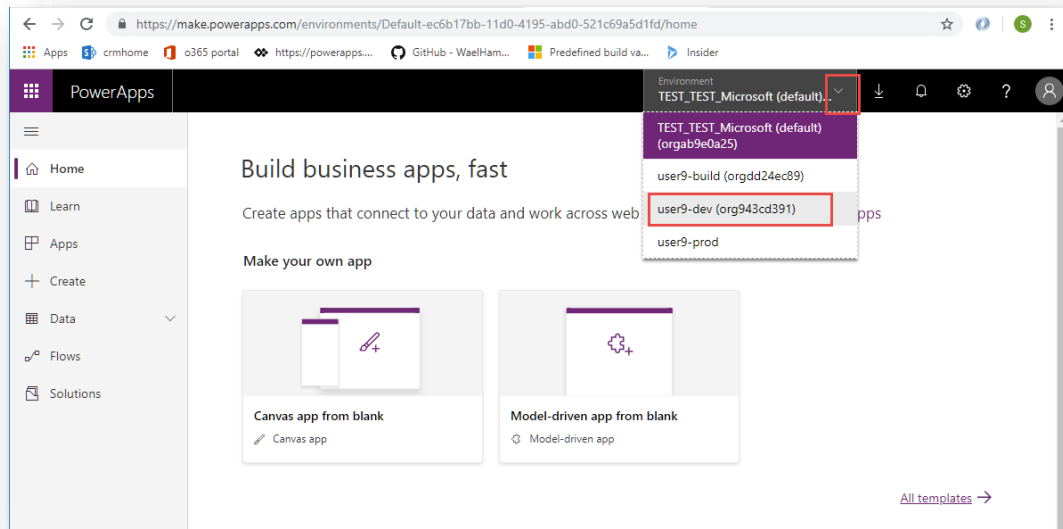 https://make.powerapps.com/environments/Default-ec6b17bb-11d0-4195-abd0-521c69a5d1fd/home
S
Apps crmhome o365 portal https://powerapps.... GitHub - WaelHam... Predefined build va... Insider
PowerApps
Environment
TEST_TEST_Microsoft (default)...
?
TEST_TEST_Microsoft (default)
(orgab9e0a25)
user9-build (orgdd24ec89)
user9-dev (org943cd391)
user9-prod
Home
Learn
Apps
Create
Data
Flows
Solutions
Build business apps, fast
Create apps that connect to your data and work across web
pps
Make your own app
Canvas app from blank
Canvas app
Model-driven app from blank
Model-driven app
All templates